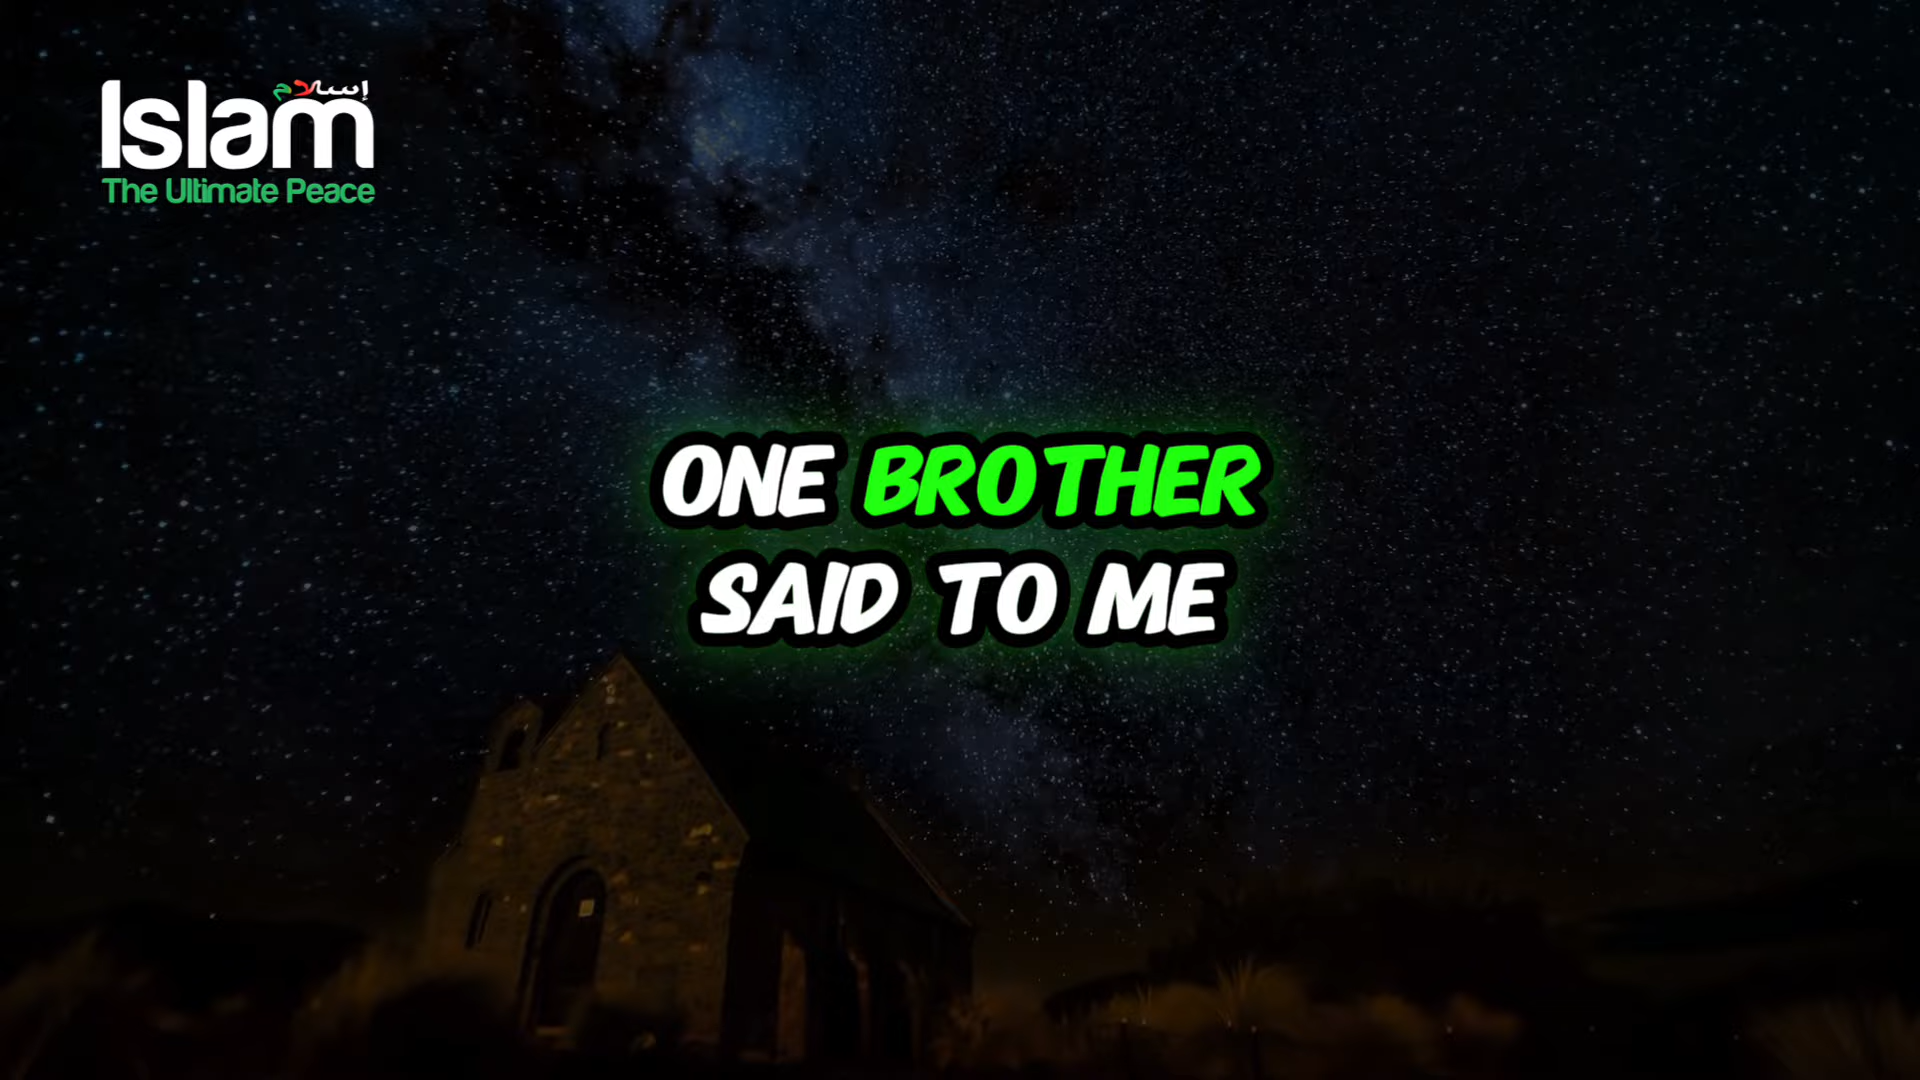 إسلام
Islam
The Ultimate Peace
ONE BROTHER
SAID TO ME